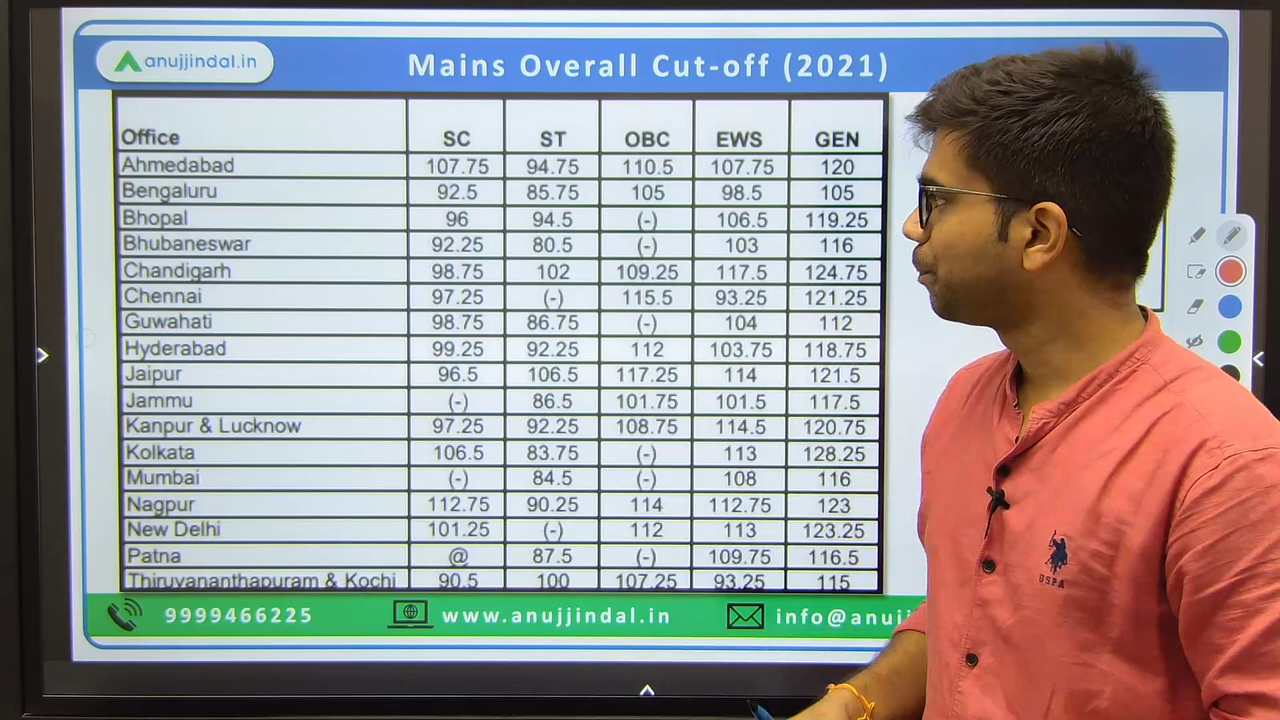 anujjindal.in
Mains Overall Cut-off (2021)
Office SC ST OBC EWS GEN
Ahmedabad 107.75 94.75 110.5 107.75 120
Bengaluru 92.5 85.75 105 98.5 105
Bhopal 96 94.5 (-) 106.5 119.25
Bhubaneswar 92.25 80.5 (-) 103 116
Chandigarh 98.75 102 109.25 117.5 124.75
Chennai 97.25 (-) 115.5 93.25 121.25
Guwahati 98.75 86.75 (-) 104 112
Hyderabad 99.25 92.25 112 103.75 118.75
Jaipur 96.5 106.5 117.25 114 121.5
Jammu (-) 86.5 101.75 101.5 117.5
Kanpur & Lucknow 97.25 92.25 108.75 114.5 120.75
Kolkata 106.5 83.75 (-) 113 128.25
Mumbai (-) 84.5 (-) 108 116
Nagpur 112.75 90.25 114 112.75 123
New Delhi 101.25 (-) 112 113 123.25
Patna @ 87.5 (-) 109.75 116.5
Thiruvananthapuram & Kochi 90.5 100 107.25 93.25 115
9999466225 www.anujjindal.in info@anuj
USPA